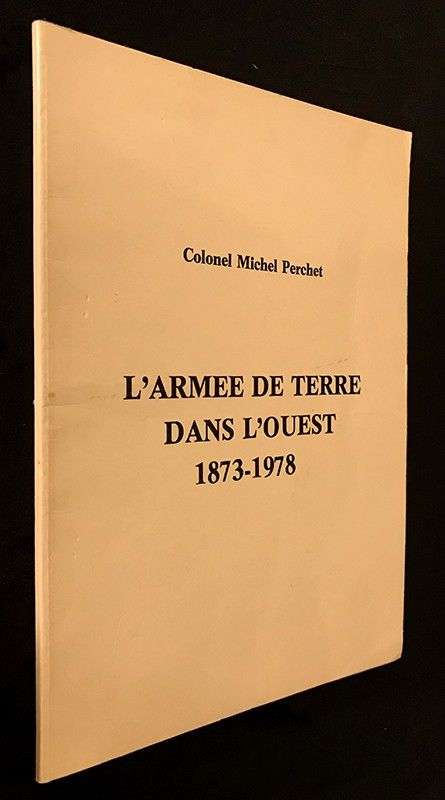 Colonel Michel Perchet
L'ARMEE DE TERRE
DANS L'OUEST
1873-1978